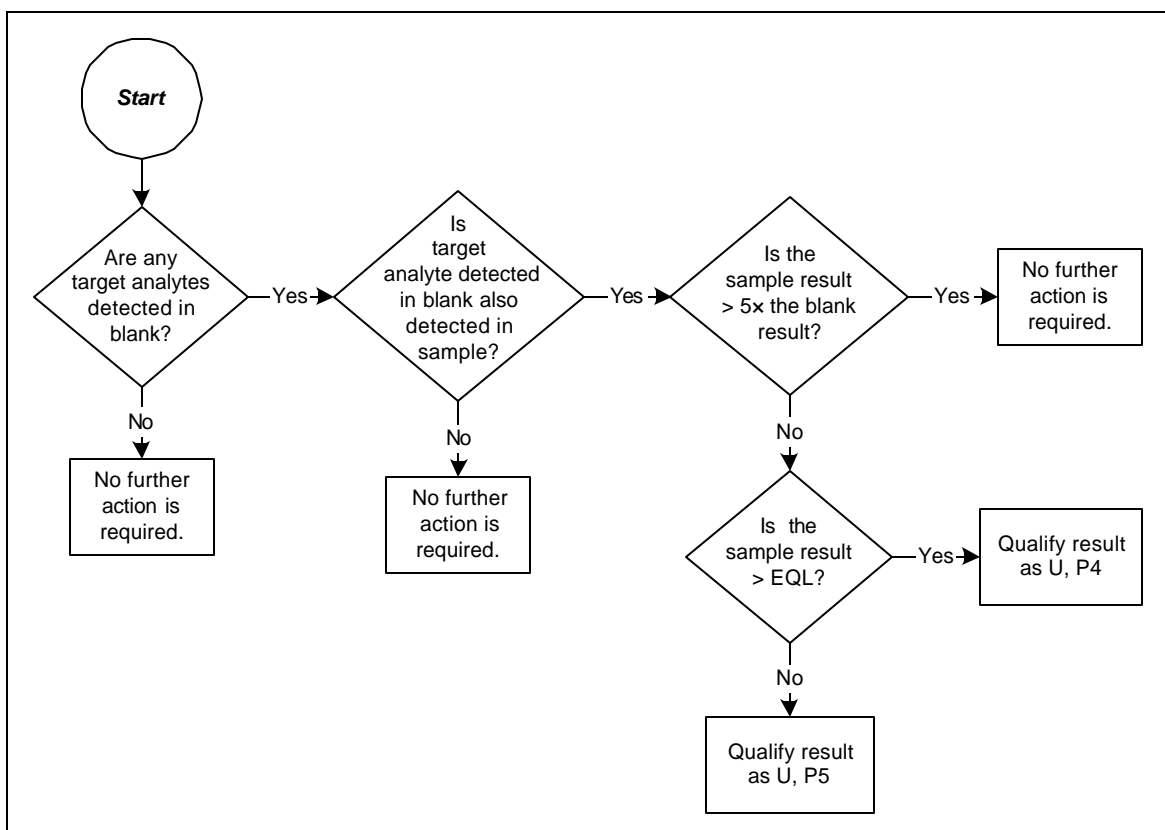 Start
Are any
target analytes
detected in
blank?
Yes
Is
target
analyte detected
in blank also
detected in
sample?
Yes
Is the
sample result
> 5× the blank
result?
Yes
No further
action is
required.
No
No further
action is
required.
No
No further
action is
required.
No
Is the
sample result
> EQL?
Yes
Qualify result
as U, P4
No
Qualify result
as U, P5